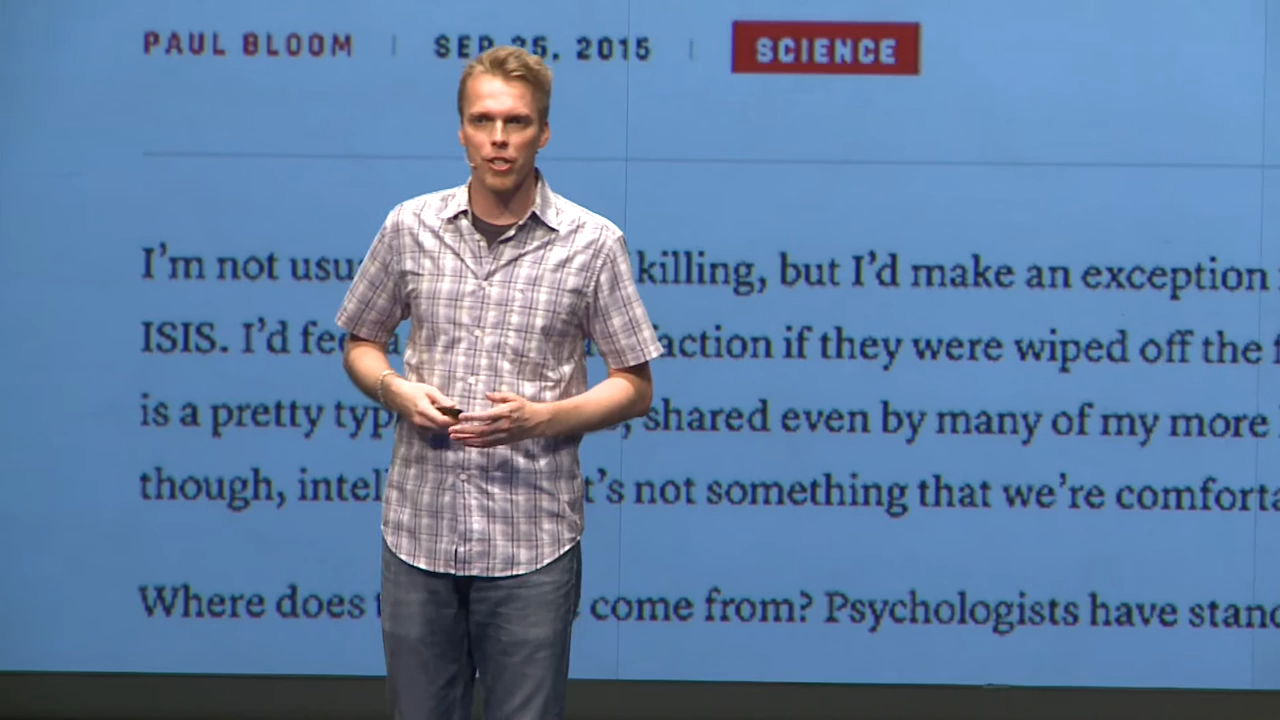 PAUL BLOOM | SEP 25, 2015 | SCIENCE
I'm not usu killing, but I'd make an exception
ISIS. I'd fee action if they were wiped off the f
is a pretty typ , shared even by many of my more
though, intel t's not something that we're comforta
Where does come from? Psychologists have stand